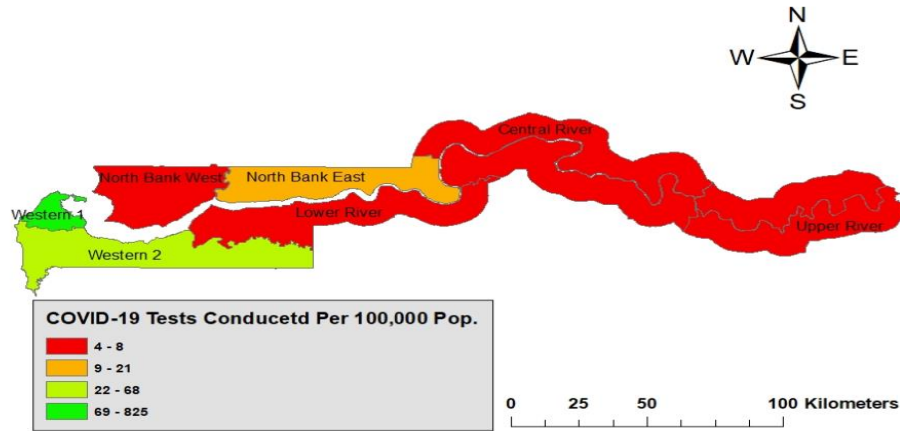 N
W E
S
Central River
North Bank West
North Bank East
Western 1
Lower River
Upper River
Western 2
COVID-19 Tests Conducetd Per 100,000 Pop.
4 - 8
9 - 21
22 - 68
69 - 825
0 25 50 100 Kilometers